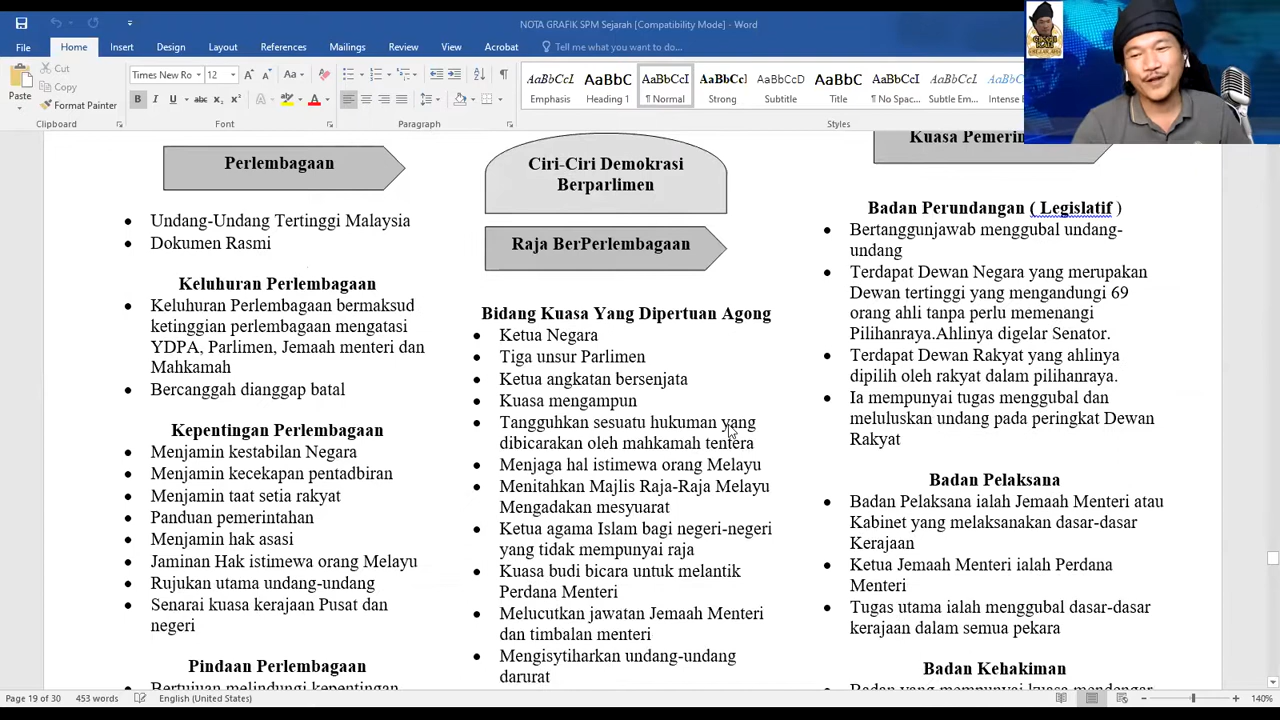 NOTA GRAFIK SPM Sejarah [Compatibility Mode] - Word
File Home Insert Design Layout References Mailings Review View Acrobat Tell me what you want to do...
Cut
Copy
Format Painter
Paste
Times New Ro 12
Clipboard Font Paragraph Styles
AaBbCcL AaBbC AaBbCcI AaBbCcI AaBbCcD AaBbC AaBbCcI AaBbCcI AaBbCcL
Emphasis Heading 1 ¶ Normal Strong Subtitle Title ¶ No Spac... Subtle Em... Intense E
Perlembagaan
• Undang-Undang Tertinggi Malaysia
• Dokumen Rasmi
Keluhuran Perlembagaan
• Keluhuran Perlembagaan bermaksud
ketinggian perlembagaan mengatasi
YDPA, Parlimen, Jemaah menteri dan
Mahkamah
• Bercanggah dianggap batal
Kepentingan Perlembagaan
• Menjamin kestabilan Negara
• Menjamin kecekapan pentadbiran
• Menjamin taat setia rakyat
• Panduan pemerintahan
• Menjamin hak asasi
• Jaminan Hak istimewa orang Melayu
• Rujukan utama undang-undang
• Senarai kuasa kerajaan Pusat dan
negeri
Pindaan Perlembagaan
• Bertujuan melindungi kepentingan
Ciri-Ciri Demokrasi
Berparlimen
Raja BerPerlembagaan
Bidang Kuasa Yang Dipertuan Agong
• Ketua Negara
• Tiga unsur Parlimen
• Ketua angkatan bersenjata
• Kuasa mengampun
• Tangguhkan sesuatu hukuman yang
dibicarakan oleh mahkamah tentera
• Menjaga hal istimewa orang Melayu
• Menitahkan Majlis Raja-Raja Melayu
Mengadakan mesyuarat
• Ketua agama Islam bagi negeri-negeri
yang tidak mempunyai raja
• Kuasa budi bicara untuk melantik
Perdana Menteri
• Melucutkan jawatan Jemaah Menteri
dan timbalan menteri
• Mengisytiharkan undang-undang
darurat
Kuasa Pemerin
Badan Perundangan ( Legislatif )
• Bertanggunjawab menggubal undang-
undang
• Terdapat Dewan Negara yang merupakan
Dewan tertinggi yang mengandungi 69
orang ahli tanpa perlu memenangi
Pilihanraya.Ahlinya digelar Senator.
• Terdapat Dewan Rakyat yang ahlinya
dipilih oleh rakyat dalam pilihanraya.
• Ia mempunyai tugas menggubal dan
meluluskan undang pada peringkat Dewan
Rakyat
Badan Pelaksana
• Badan Pelaksana ialah Jemaah Menteri atau
Kabinet yang melaksanakan dasar-dasar
Kerajaan
• Ketua Jemaah Menteri ialah Perdana
Menteri
• Tugas utama ialah menggubal dasar-dasar
kerajaan dalam semua pekara
Badan Kehakiman
• Badan yang mempunyai kuasa mendengar
Page 19 of 30 453 words English (United States) 140%